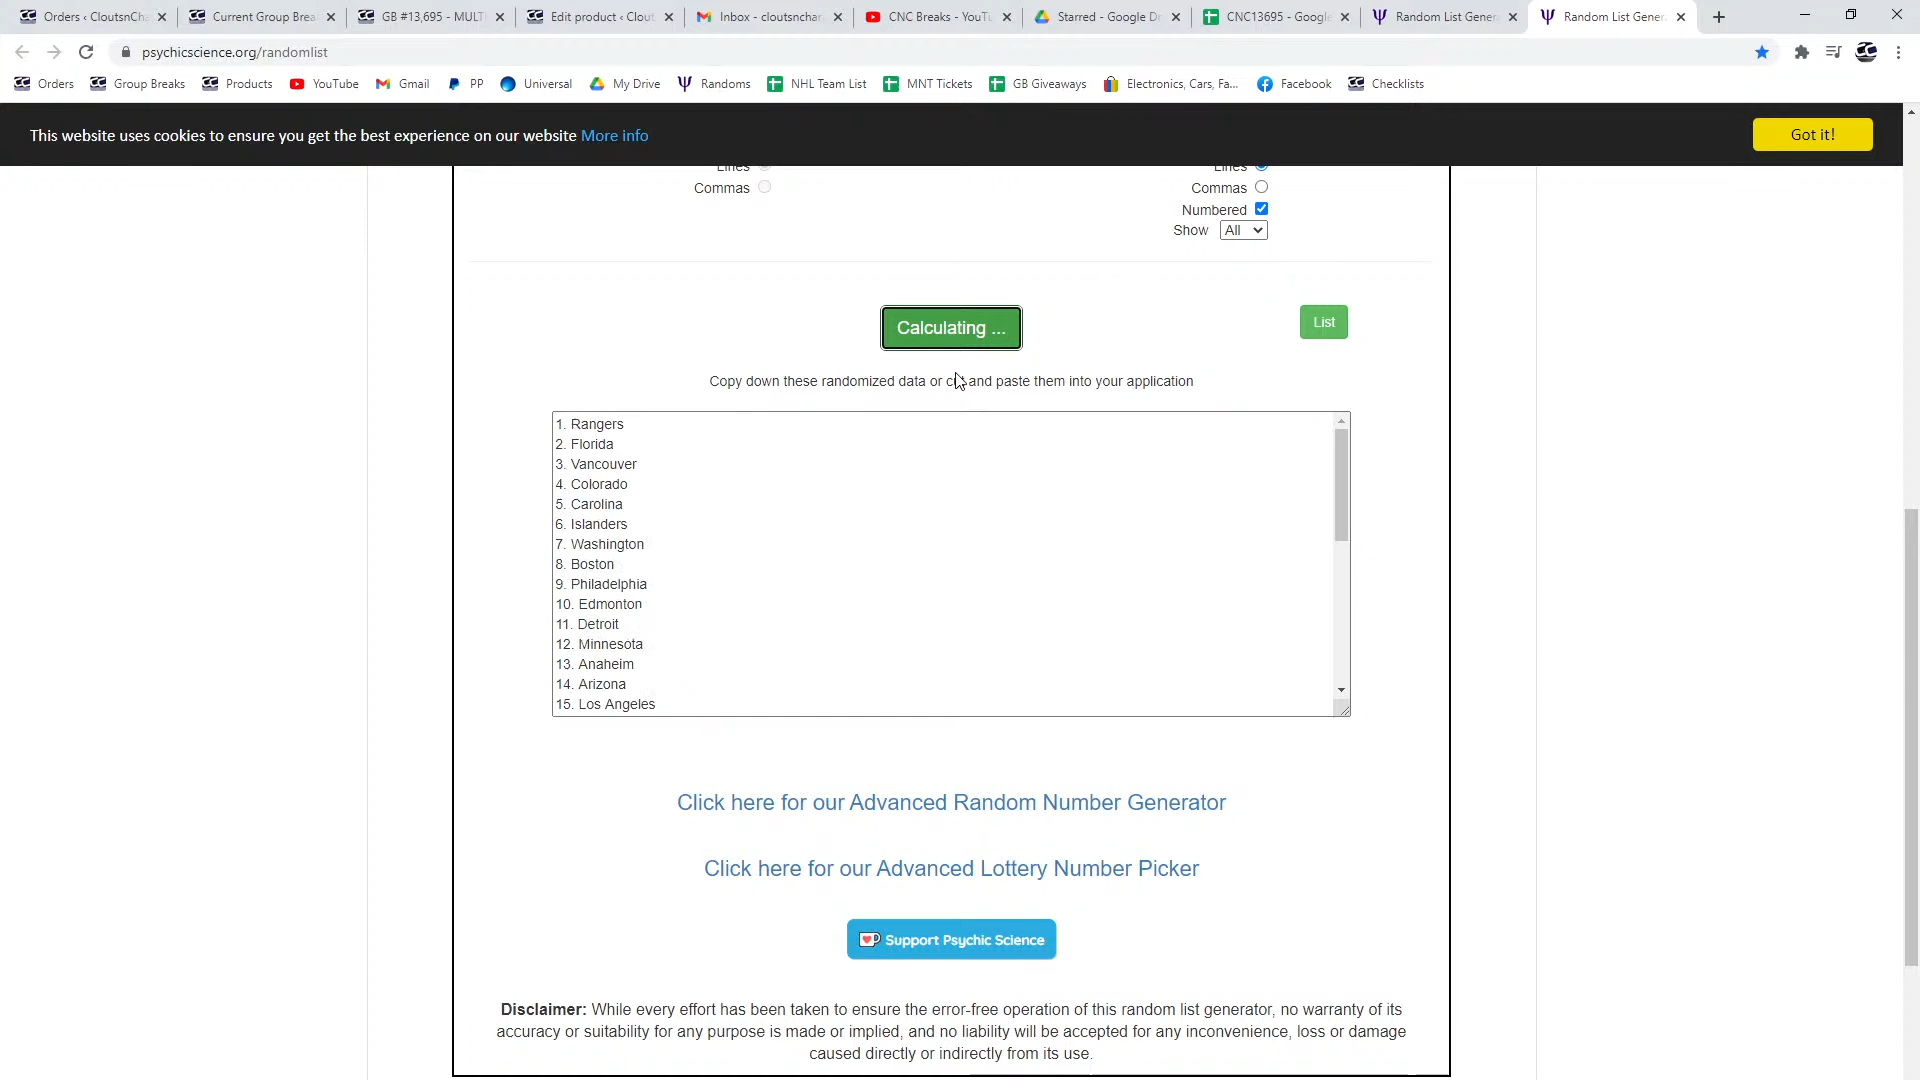 Orders ‹ CloutsnCh
Current Group Brea
GB #13,695 - MULT
Edit product ‹ Clout
Inbox - cloutsnchar
CNC Breaks - YouTu
Starred - Google Dr
CNC13695 - Google
Random List Genera
Random List Genera
psychicscience.org/randomlist
Orders
Group Breaks
Products
YouTube
Gmail
PP
Universal
My Drive
Randoms
NHL Team List
MNT Tickets
GB Giveaways
Electronics, Cars, Fa...
Facebook
Checklists
This website uses cookies to ensure you get the best experience on our website More info
Got it!
Lines Lines
Commas Commas
Numbered
Show All
Calculating ...
List
Copy down these randomized data or cut and paste them into your application
1. Rangers
2. Florida
3. Vancouver
4. Colorado
5. Carolina
6. Islanders
7. Washington
8. Boston
9. Philadelphia
10. Edmonton
11. Detroit
12. Minnesota
13. Anaheim
14. Arizona
15. Los Angeles
Click here for our Advanced Random Number Generator
Click here for our Advanced Lottery Number Picker
Support Psychic Science
Disclaimer: While every effort has been taken to ensure the error-free operation of this random list generator, no warranty of its
accuracy or suitability for any purpose is made or implied, and no liability will be accepted for any inconvenience, loss or damage
caused directly or indirectly from its use.